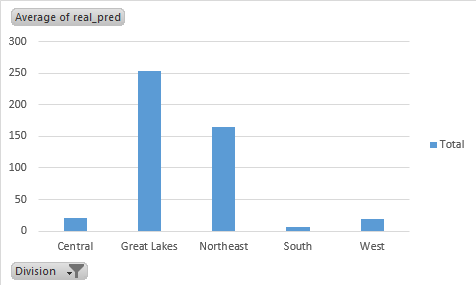 Average of real_pred
300
250
200
150
100
50
0
Central Great Lakes Northeast South West
Total
Division